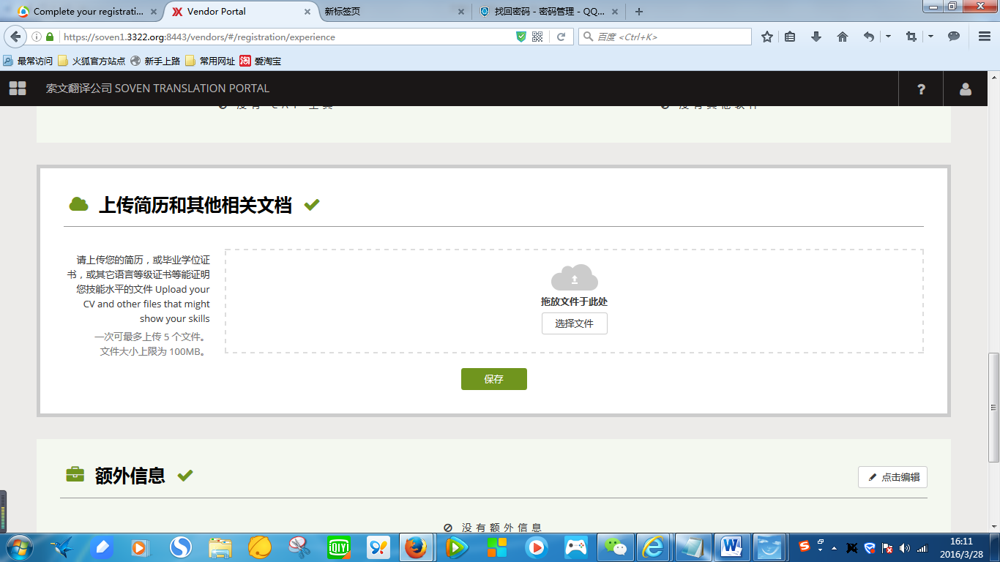 Complete your registrati...
Vendor Portal
新标签页
找回密码 - 密码管理 - QQ...
https://soven1.3322.org:8443/vendors/#/registration/experience
百度 <Ctrl+K>
最常访问
火狐官方站点
新手上路
常用网址
淘
爱淘宝
索文翻译公司 SOVEN TRANSLATION PORTAL
?
没有 CAT 工具
没有其他软件
上传简历和其他相关文档
请上传您的简历，或毕业学位证
书，或其它语言等级证书等能证明
您技能水平的文件 Upload your
CV and other files that might
show your skills
一次可最多上传 5 个文件。
文件大小上限为 100MB。
拖放文件于此处
选择文件
保存
额外信息
点击编辑
没有额外信息
iQIYI
16:11
2016/3/28